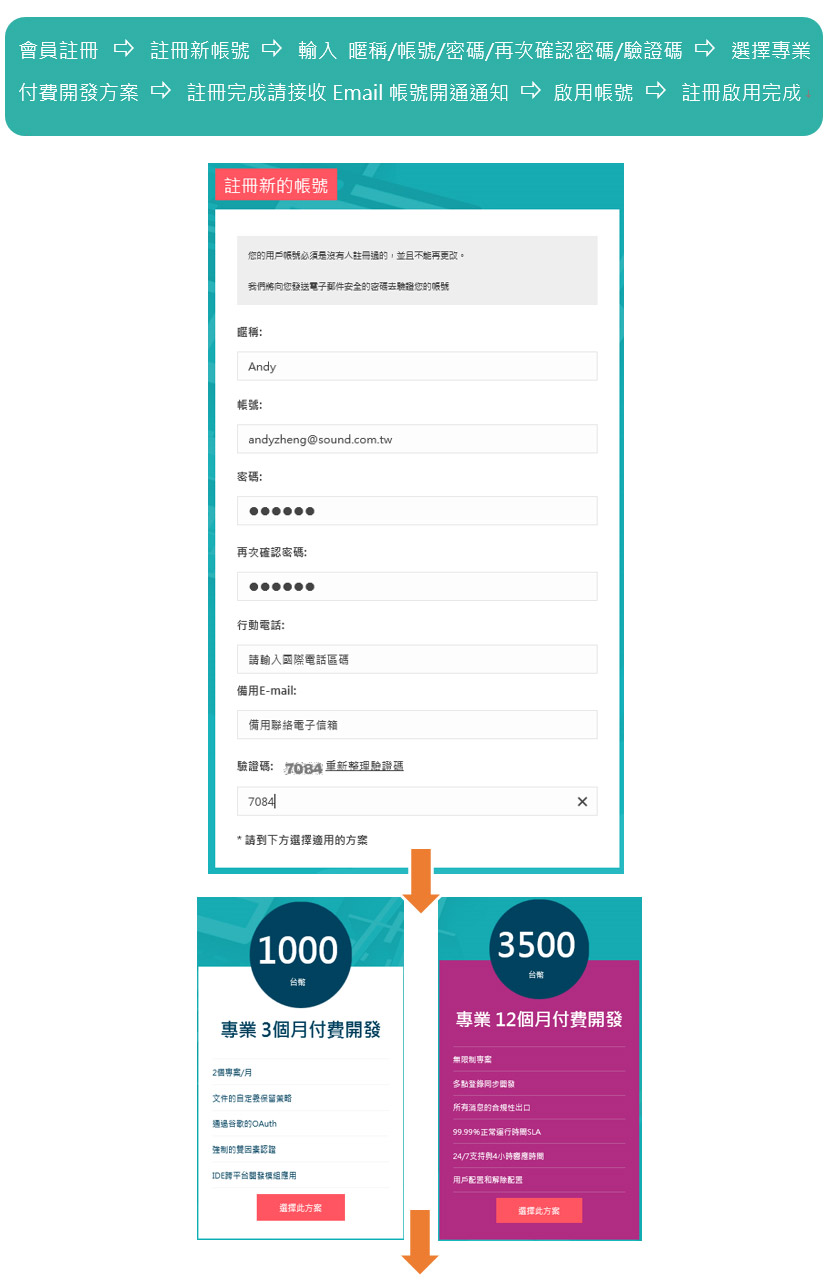 會員註冊 ⇨ 註冊新帳號 ⇨ 輸入 暱稱/帳號/密碼/再次確認密碼/驗證碼 ⇨ 選擇專業
付費開發方案 ⇨ 註冊完成請接收 Email 帳號開通通知 ⇨ 啟用帳號 ⇨ 註冊啟用完成
註冊新的帳號
您的用戶帳號必須是沒有人註冊過的，並且不能再更改。
我們將向您發送電子郵件安全的密碼去驗證您的帳號
暱稱:
Andy
帳號:
andyzheng@sound.com.tw
密碼:
●●●●●●
再次確認密碼:
●●●●●●
行動電話:
請輸入國際電話區碼
備用E-mail:
備用聯絡電子信箱
驗證碼: 7084 重新整理驗證碼
7084
* 請到下方選擇適用的方案
1000
台幣
專業 3個月付費開發
2個專案/月
文件的自定義保留策略
通過谷歌的OAuth
強制的雙因素認證
IDE跨平台開發模組應用
選擇此方案
3500
台幣
專業 12個月付費開發
無限制專案
多點登錄同步開發
所有消息的合規性出口
99.99%正常運行時間SLA
24/7支持與4小時響應時間
用戶配置和解除配置
選擇此方案